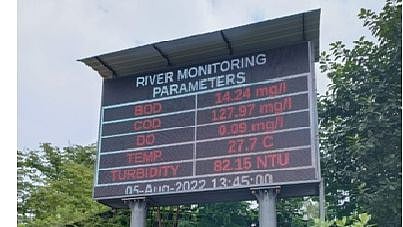 RIVER MONITORING
PARAMETERS
BOD 14.24 mg/l
COD 127.97 mg/l
DO 0.09 mg/l
TEMP 27.7 C
TURBIDITY 82.15 NTU
05-Aug-2022 13:45:00